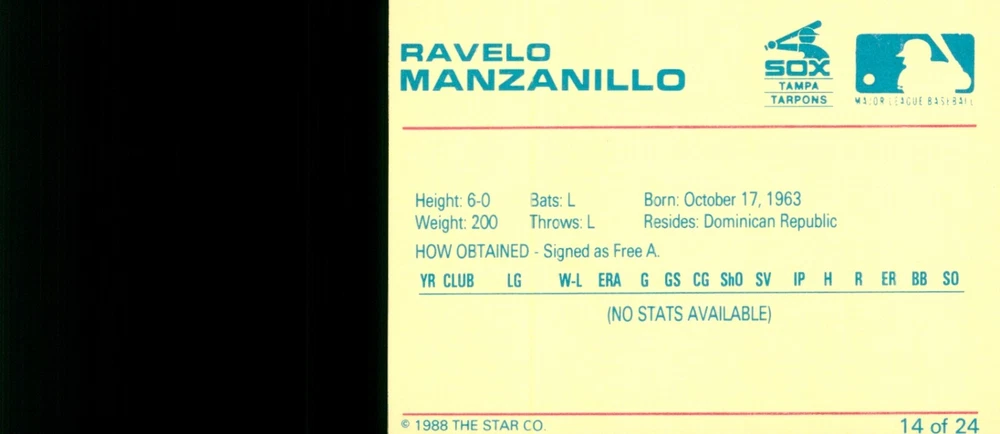 RAVELO
MANZANILLO
SOX
TAMPA
TARPONS
MAJOR LEAGUE BASEBALL
Height: 6-0 Bats: L Born: October 17, 1963
Weight: 200 Throws: L Resides: Dominican Republic
HOW OBTAINED - Signed as Free A.
YR CLUB LG W-L ERA G GS CG ShO SV IP H R ER BB SO
(NO STATS AVAILABLE)
© 1988 THE STAR CO. 14 of 24